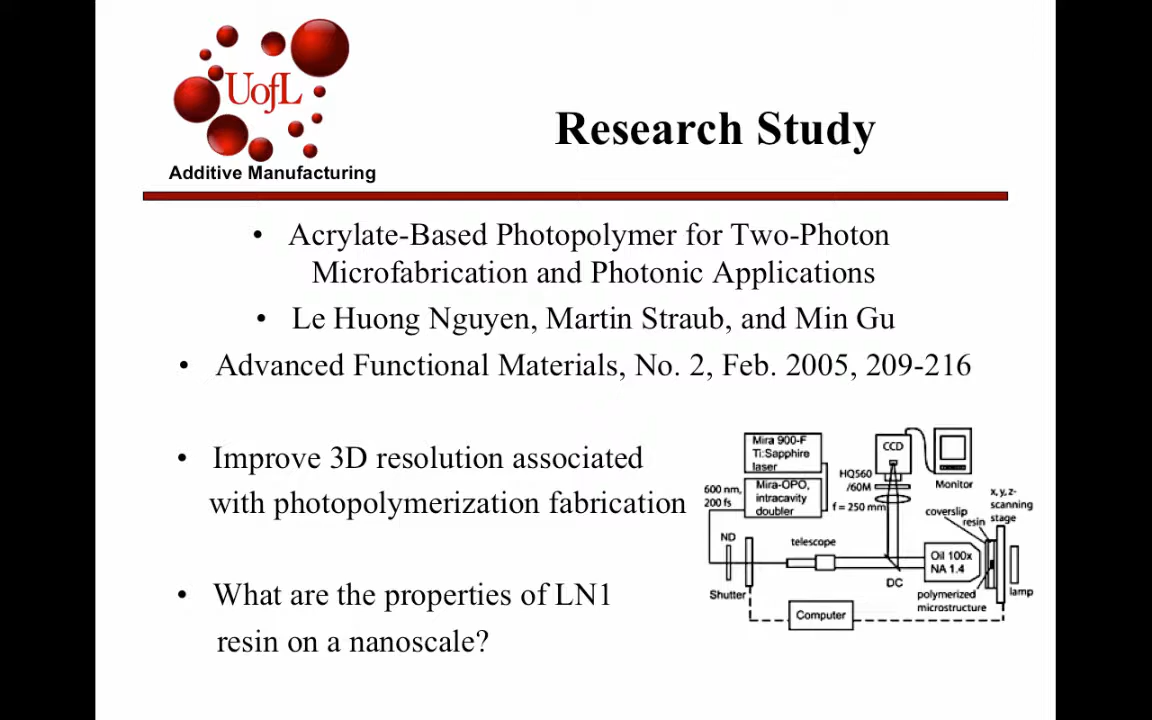 UofL
Additive Manufacturing
Research Study
• Acrylate-Based Photopolymer for Two-Photon
Microfabrication and Photonic Applications
• Le Huong Nguyen, Martin Straub, and Min Gu
• Advanced Functional Materials, No. 2, Feb. 2005, 209-216
• Improve 3D resolution associated
with photopolymerization fabrication
• What are the properties of LN1
resin on a nanoscale?
Mira 900-F
Ti:Sapphire
laser
Mira-OPO,
intracavity
doubler
600 nm,
200 fs
CCD
HQ560
/60M
f = 250 mm
Monitor
x, y, z-
scanning
stage
coverslip
resin
ND
telescope
Oil 100x
NA 1.4
DC
Shutter
polymerized
microstructure
lamp
Computer